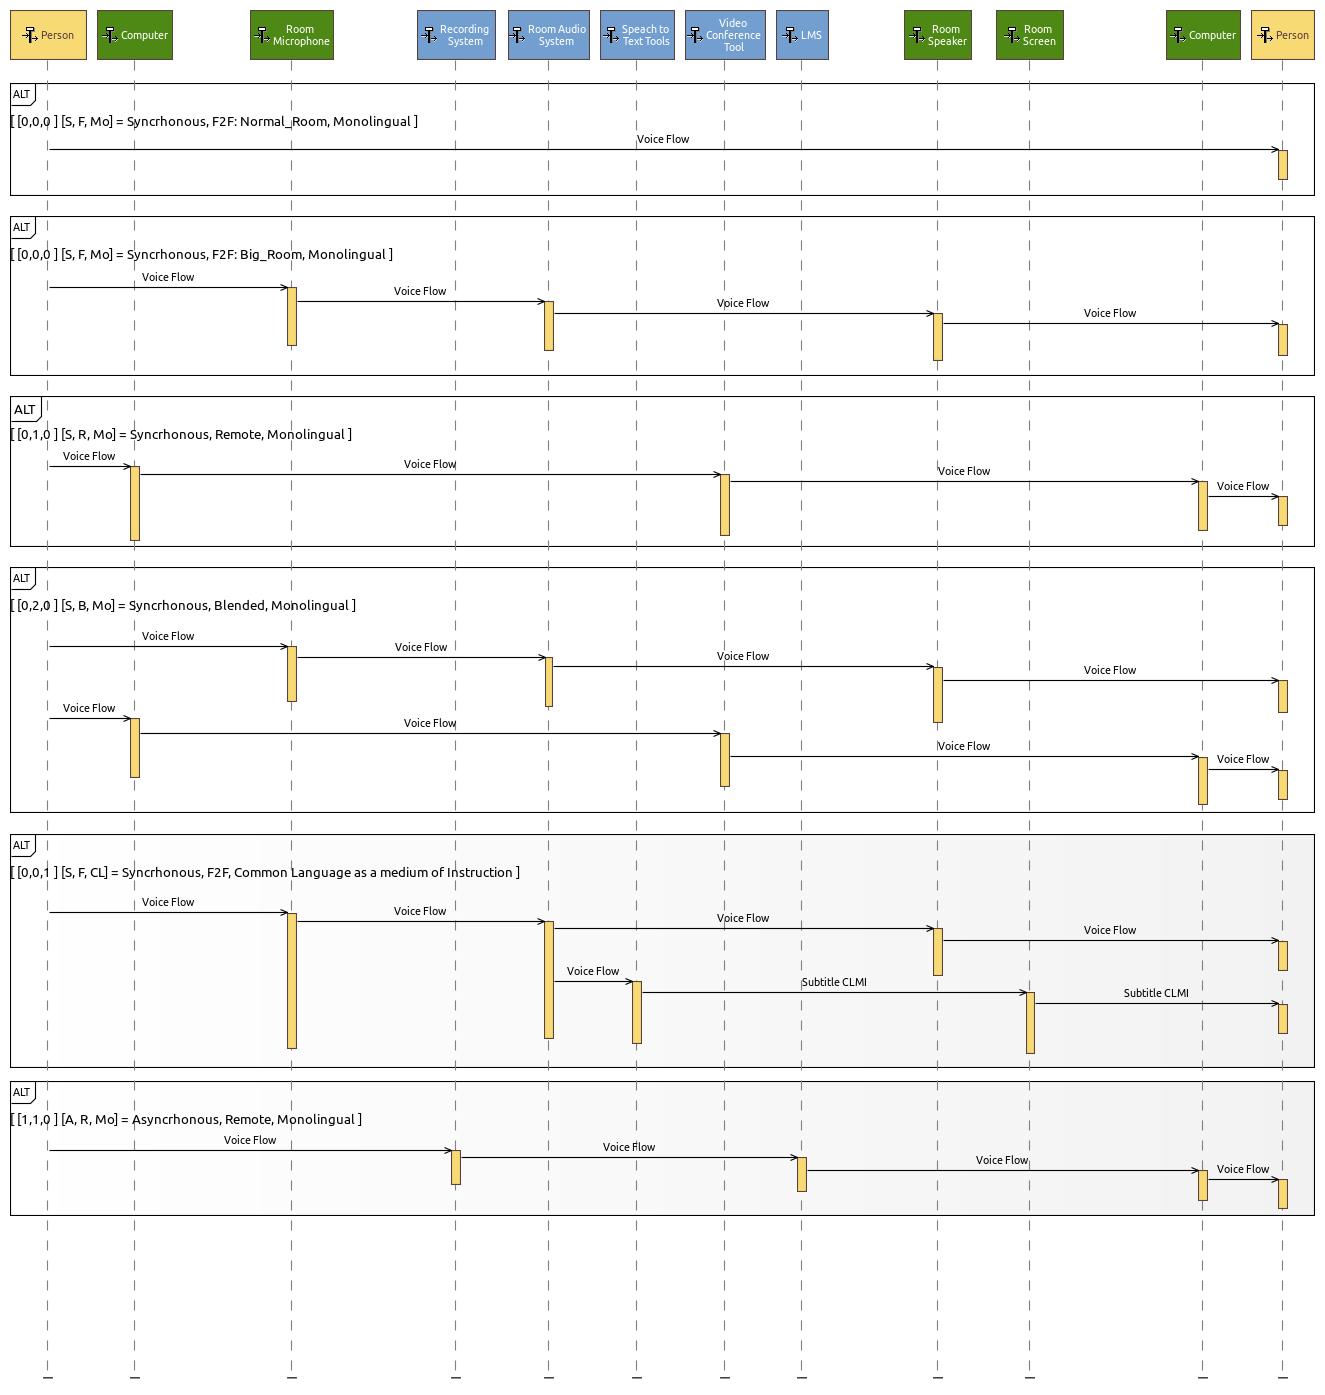 Person
Computer
Room
Microphone
Recording
System
Room Audio
System
Speach to
Text Tools
Video
Conference
Tool
LMS
Room
Speaker
Room
Screen
Computer
Person
ALT
[ [0,0,0 ] [S, F, Mo] = Syncrhonous, F2F: Normal_Room, Monolingual ]
Voice Flow
ALT
[ [0,0,0 ] [S, F, Mo] = Syncrhonous, F2F: Big_Room, Monolingual ]
Voice Flow
Voice Flow
Voice Flow
Voice Flow
ALT
[ [0,1,0 ] [S, R, Mo] = Syncrhonous, Remote, Monolingual ]
Voice Flow
Voice Flow
Voice Flow
Voice Flow
ALT
[ [0,2,0 ] [S, B, Mo] = Syncrhonous, Blended, Monolingual ]
Voice Flow
Voice Flow
Voice Flow
Voice Flow
Voice Flow
Voice Flow
Voice Flow
Voice Flow
ALT
[ [0,0,1 ] [S, F, CL] = Syncrhonous, F2F, Common Language as a medium of Instruction ]
Voice Flow
Voice Flow
Voice Flow
Voice Flow
Voice Flow
Subtitle CLMI
Subtitle CLMI
ALT
[ [1,1,0 ] [A, R, Mo] = Asyncrhonous, Remote, Monolingual ]
Voice Flow
Voice Flow
Voice Flow
Voice Flow